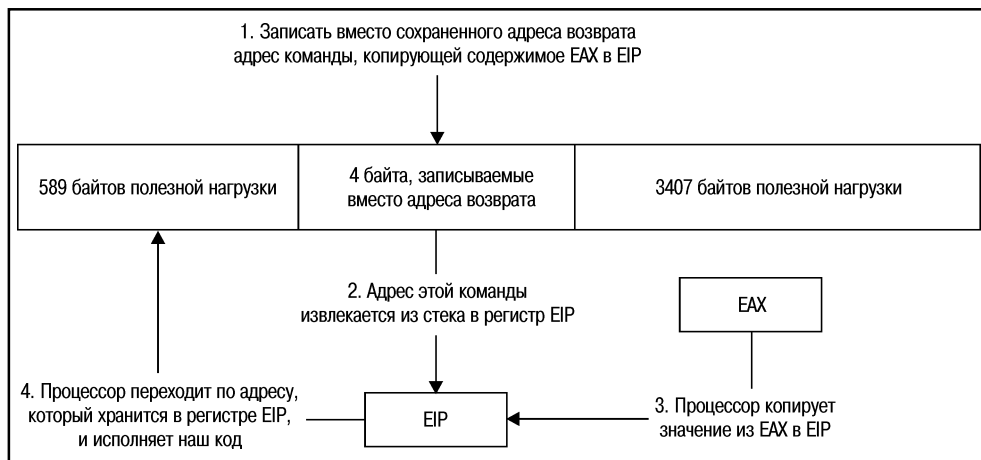 1. Записать вместо сохраненного адреса возврата
адрес команды, копирующей содержимое EAX в EIP
589 байтов полезной нагрузки
4 байта, записываемые
вместо адреса возврата
3407 байтов полезной нагрузки
2. Адрес этой команды
извлекается из стека в регистр EIP
EAX
4. Процессор переходит по адресу,
который хранится в регистре EIP,
и исполняет наш код
EIP
3. Процессор копирует
значение из EAX в EIP